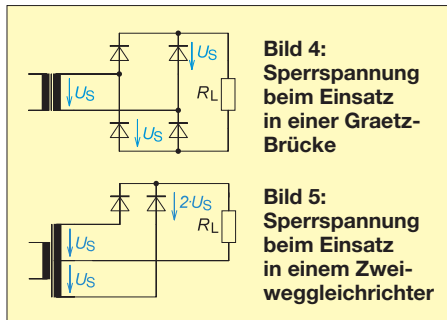 US
US
US
RL
Bild 4:
Sperrspannung
beim Einsatz
in einer Graetz-
Brücke
2·US
US
US
RL
Bild 5:
Sperrspannung
beim Einsatz
in einem Zwei-
weggleichrichter